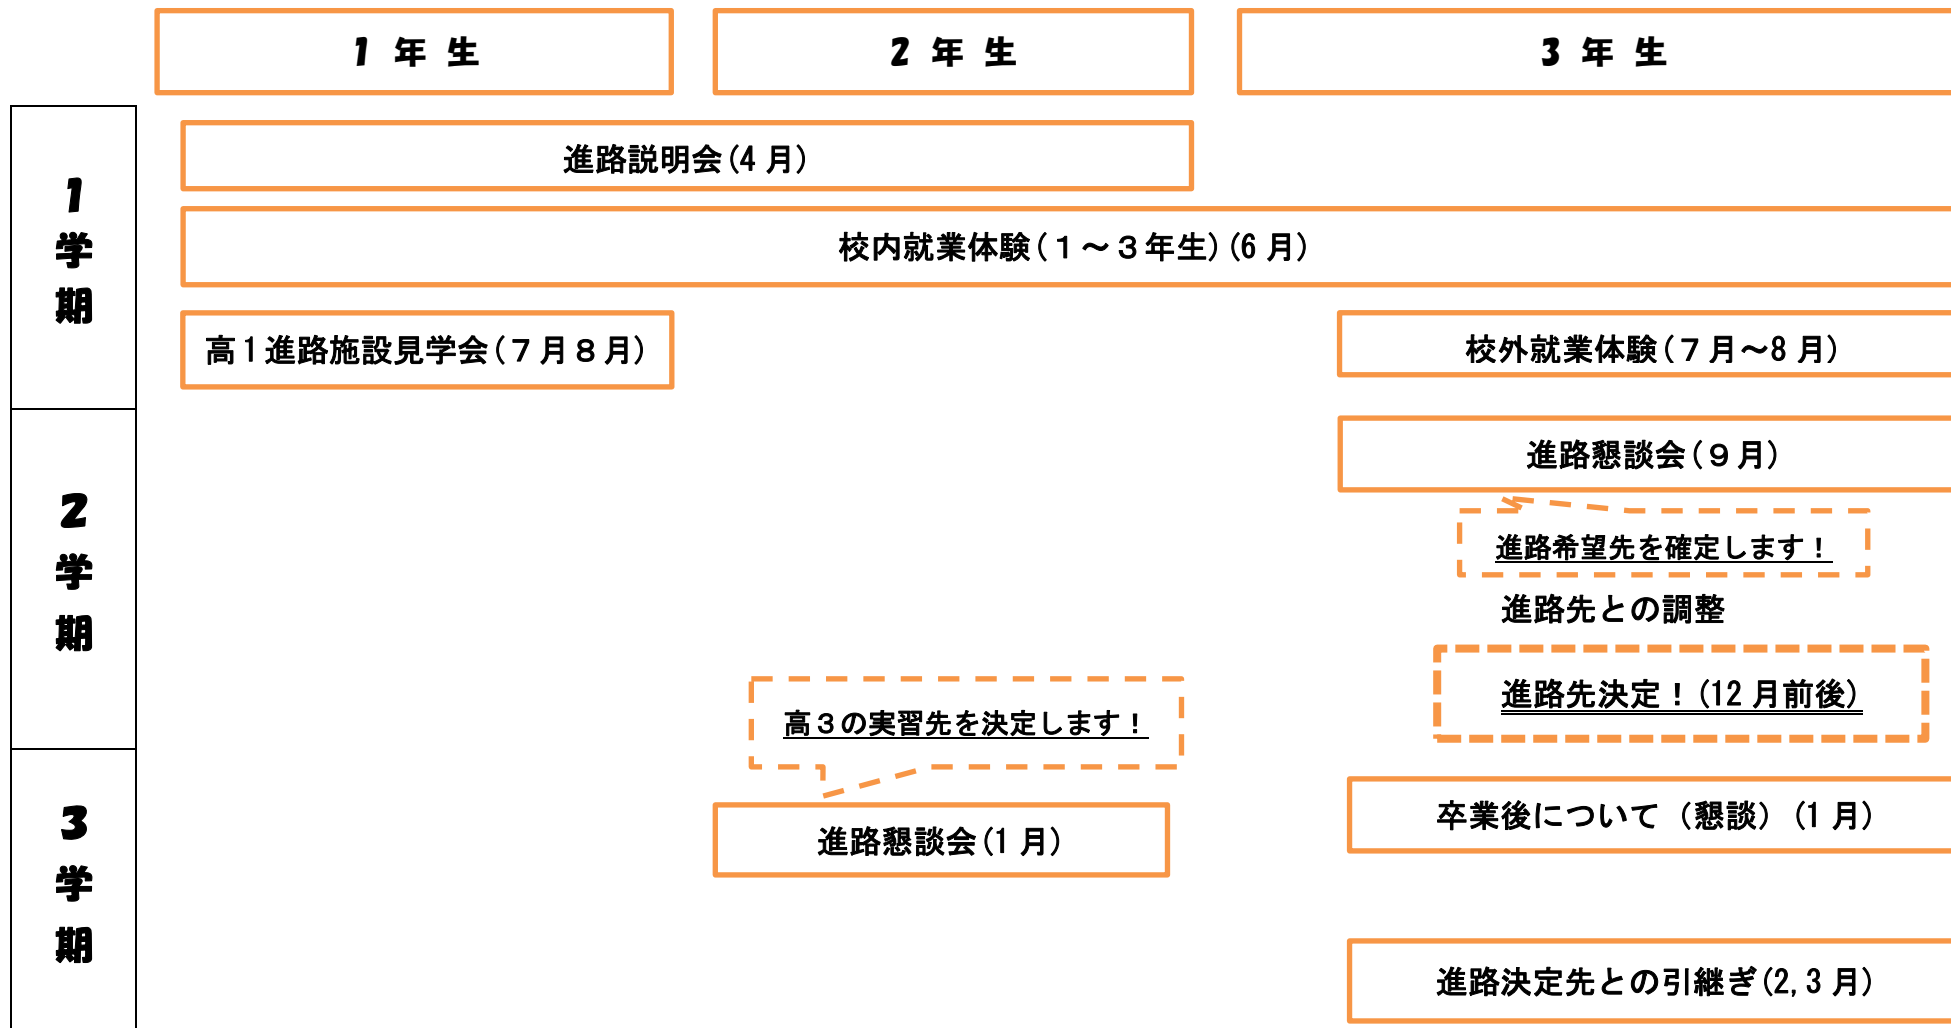 1 年 生
2 年 生
3 年 生
1学期
進路説明会(4月)
校内就業体験(1～3年生)(6月)
高1進路施設見学会(7月8月)
校外就業体験(7月～8月)
2学期
進路懇談会(9月)
進路希望先を確定します!
進路先との調整
進路先決定!(12月前後)
高3の実習先を決定します!
3学期
進路懇談会(1月)
卒業後について(懇談)(1月)
進路決定先との引継ぎ(2,3月)